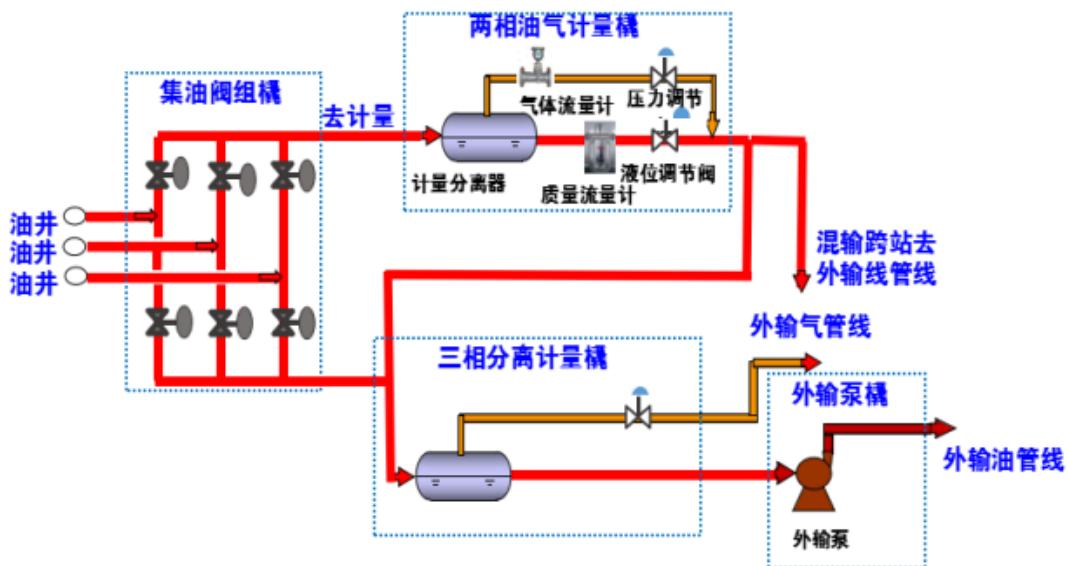 两相油气计量橇
集油阀组橇
去计量
气体流量计
压力调节
计量分离器
质量流量计
液位调节阀
油井
油井
油井
混输跨站去
外输线管线
外输气管线
三相分离计量橇
外输泵橇
外输油管线
外输泵